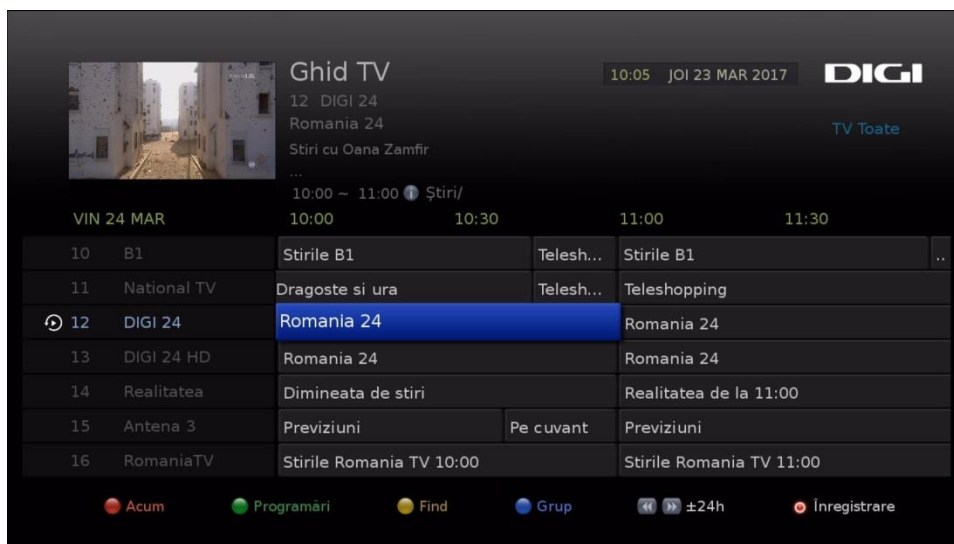 Ghid TV
10:05 JOI 23 MAR 2017
DIGI
12 DIGI 24
Romania 24
TV Toate
Stiri cu Oana Zamfir
...
10:00 ~ 11:00 i Știri/
VIN 24 MAR 10:00 10:30 11:00 11:30
10 B1 Stirile B1 Telesh... Stirile B1 ..
11 National TV Dragoste si ura Telesh... Teleshopping
12 DIGI 24 Romania 24 Romania 24
13 DIGI 24 HD Romania 24 Romania 24
14 Realitatea Dimineata de stiri Realitatea de la 11:00
15 Antena 3 Previziuni Pe cuvant Previziuni
16 RomaniaTV Stirile Romania TV 10:00 Stirile Romania TV 11:00
Acum Programări Find Grup ±24h Înregistrare